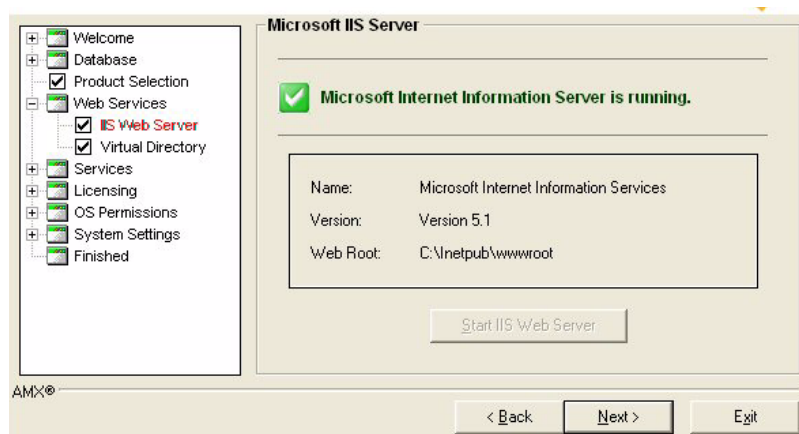 Microsoft IIS Server
Welcome
Database
Product Selection
Web Services
IIS Web Server
Virtual Directory
Services
Licensing
OS Permissions
System Settings
Finished
Microsoft Internet Information Server is running.
Name: Microsoft Internet Information Services
Version: Version 5.1
Web Root: C:\Inetpub\wwwroot
Start IIS Web Server
AMX®
< Back Next > Exit